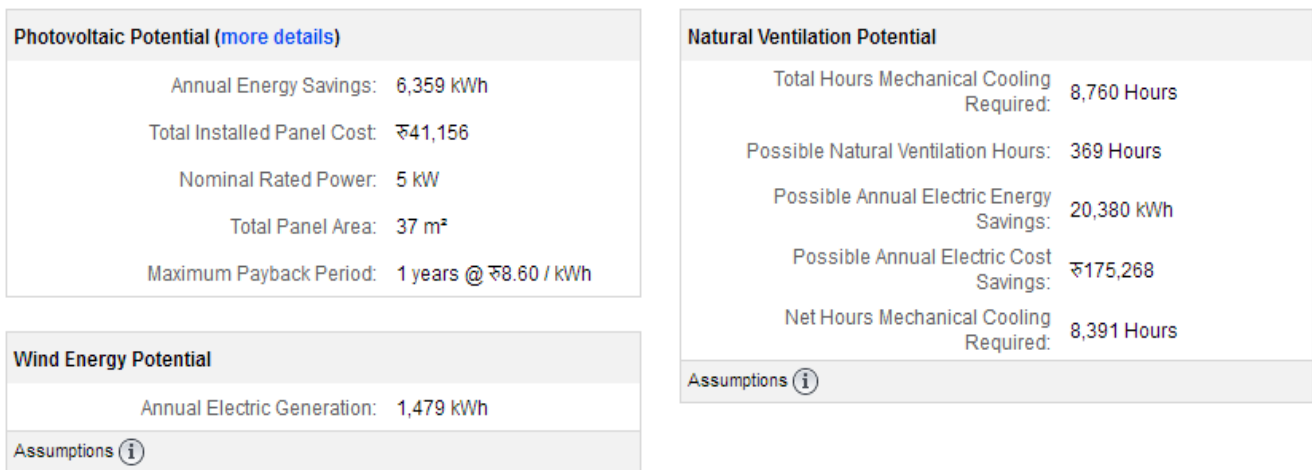 Photovoltaic Potential (more details)
Annual Energy Savings: 6,359 kWh
Total Installed Panel Cost: रु41,156
Nominal Rated Power: 5 kW
Total Panel Area: 37 m²
Maximum Payback Period: 1 years @ रु8.60 / kWh
Wind Energy Potential
Annual Electric Generation: 1,479 kWh
Assumptions i
Natural Ventilation Potential
Total Hours Mechanical Cooling
Required: 8,760 Hours
Possible Natural Ventilation Hours: 369 Hours
Possible Annual Electric Energy
Savings: 20,380 kWh
Possible Annual Electric Cost
Savings: रु175,268
Net Hours Mechanical Cooling
Required: 8,391 Hours
Assumptions i